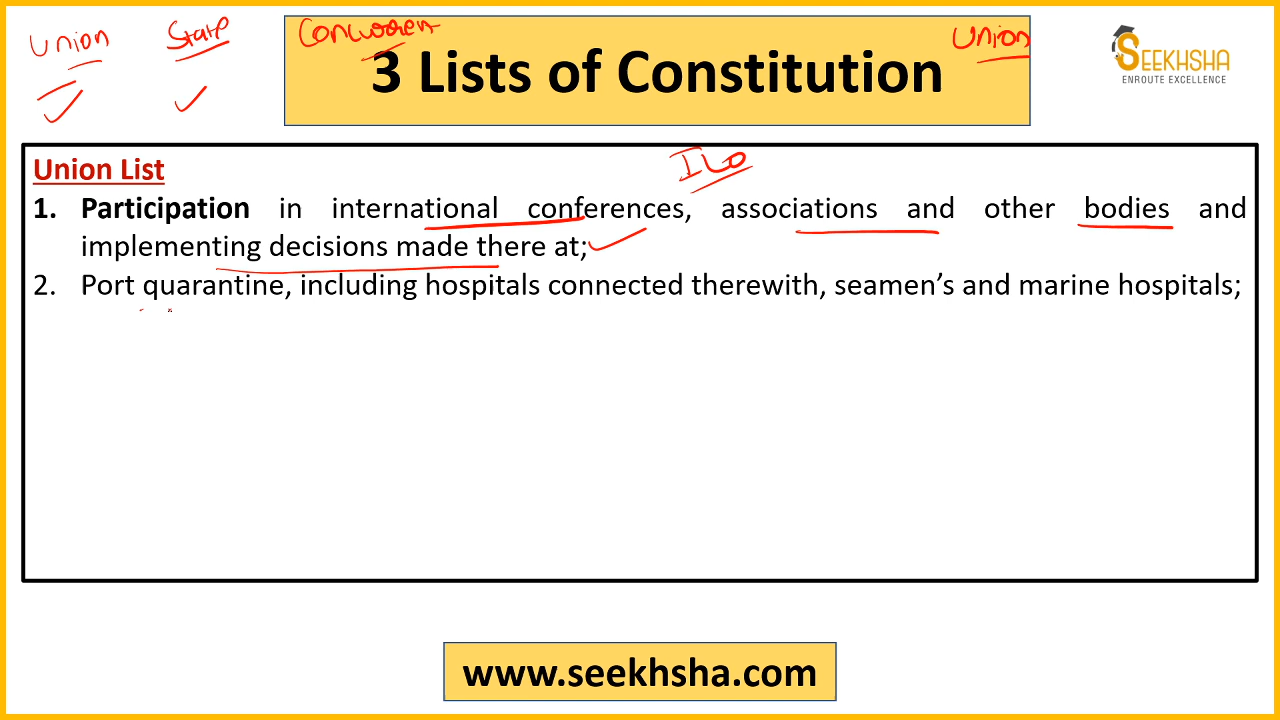 Union State Concurren Union
3 Lists of Constitution
SEEKHSHA
ENROUTE EXCELLENCE
Union List
ILO
1. Participation in international conferences, associations and other bodies and
implementing decisions made there at;
2. Port quarantine, including hospitals connected therewith, seamen’s and marine hospitals;
www.seekhsha.com